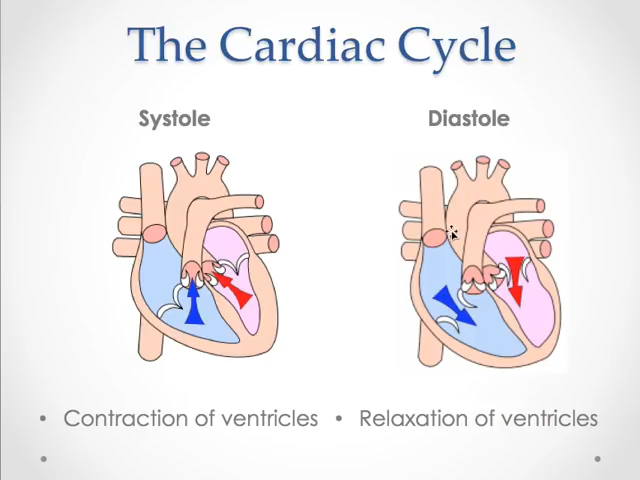 The Cardiac Cycle
Systole
Diastole
• Contraction of ventricles
• Relaxation of ventricles